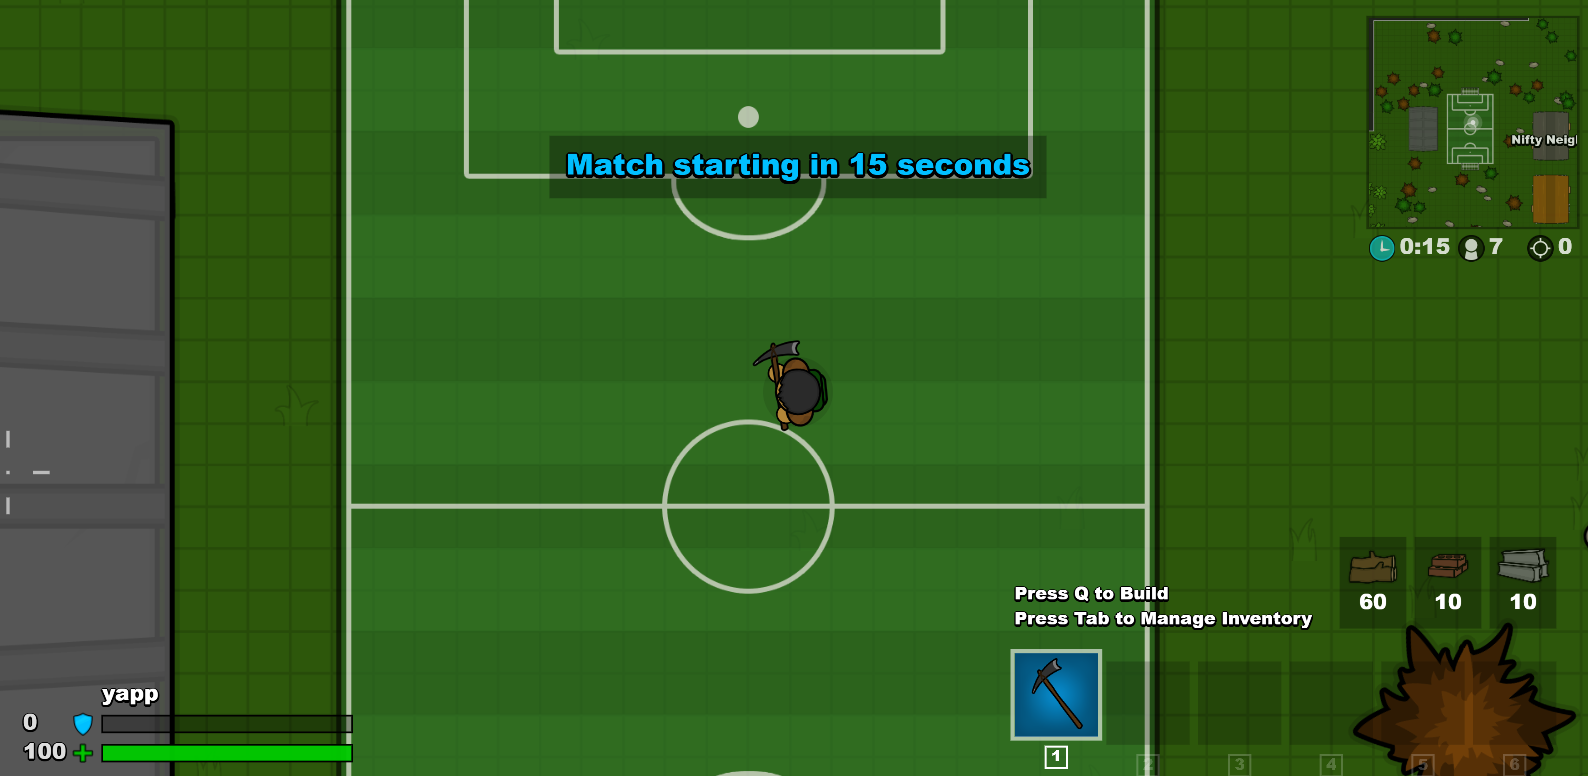 Match starting in 15 seconds
Nifty Neigl
0:15 7 0
Press Q to Build
Press Tab to Manage Inventory
60 10 10
yapp
0
100
1 2 3 4 5 6